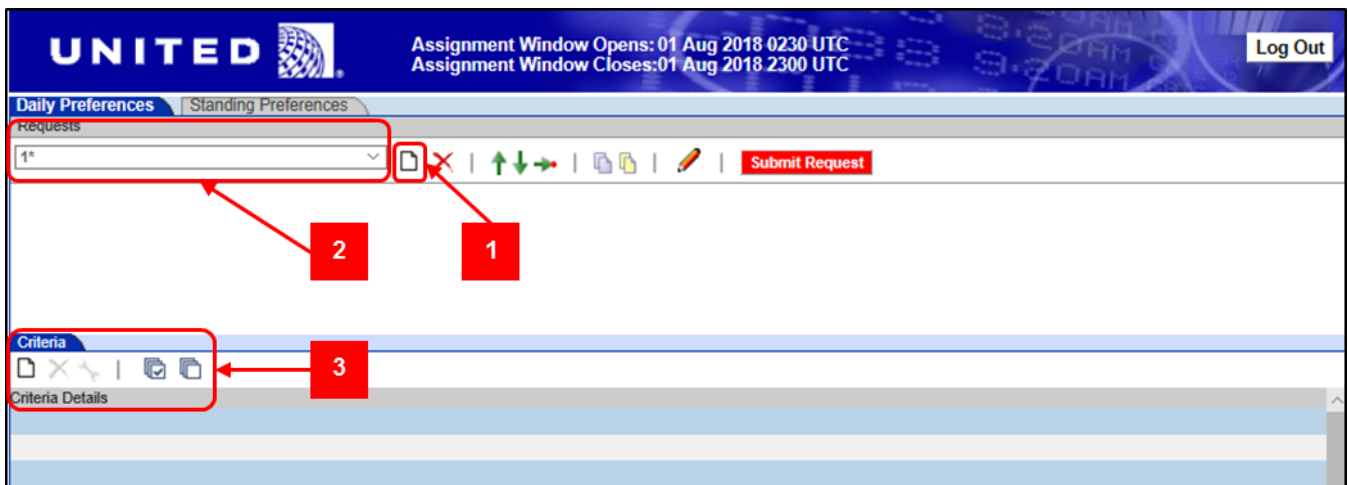 UNITED
Assignment Window Opens: 01 Aug 2018 0230 UTC
Assignment Window Closes:01 Aug 2018 2300 UTC
Log Out
Daily Preferences
Standing Preferences
Requests
1*
Submit Request
2
1
Criteria
3
Criteria Details